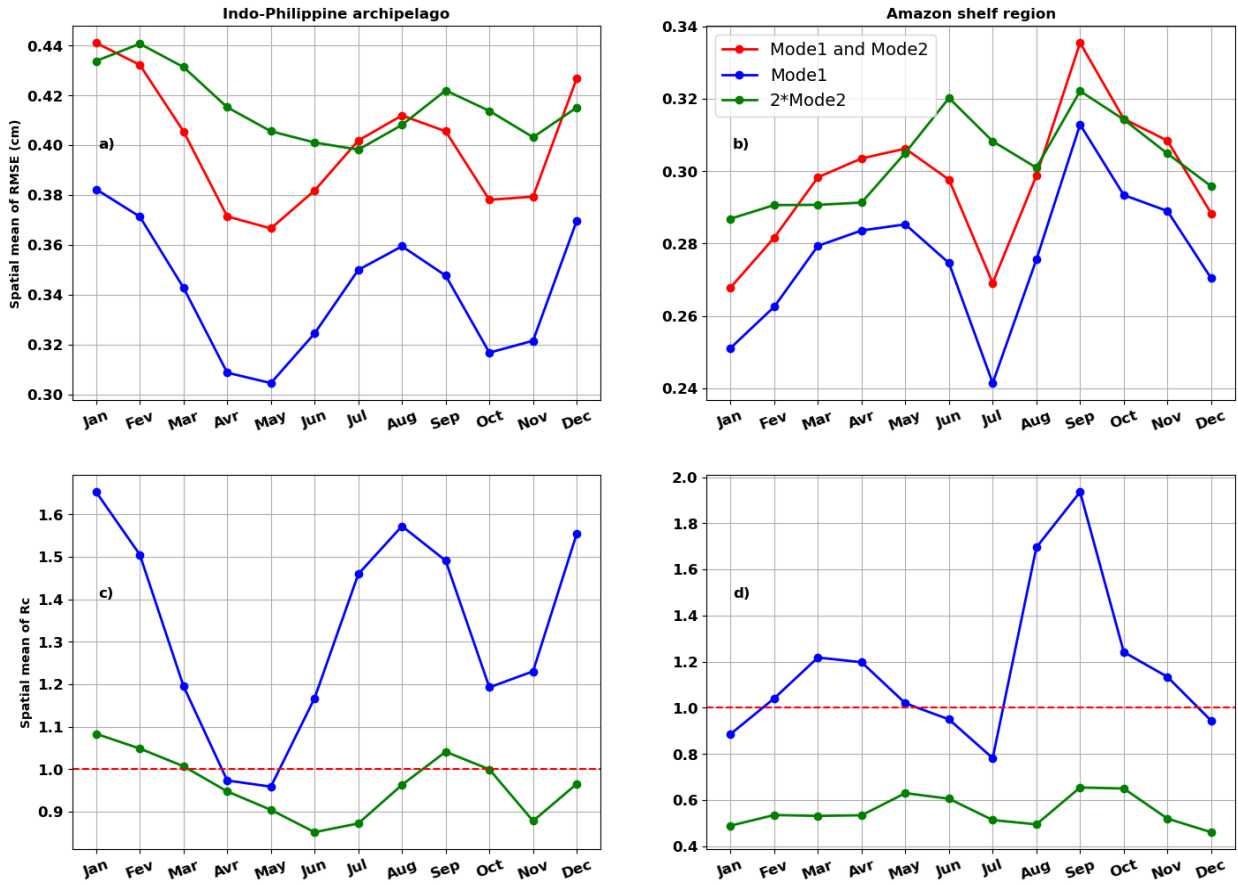 Indo-Philippine archipelago
Spatial mean of RMSE (cm)
0.44
0.42
0.40
0.38
0.36
0.34
0.32
0.30
a)
Jan Fev Mar Avr May Jun Jul Aug Sep Oct Nov Dec
Amazon shelf region
0.34
0.32
0.30
0.28
0.26
0.24
Mode1 and Mode2
Mode1
2*Mode2
b)
Jan Fev Mar Avr May Jun Jul Aug Sep Oct Nov Dec
Spatial mean of Rc
1.6
1.5
1.4
1.3
1.2
1.1
1.0
0.9
c)
Jan Fev Mar Avr May Jun Jul Aug Sep Oct Nov Dec
2.0
1.8
1.6
1.4
1.2
1.0
0.8
0.6
0.4
d)
Jan Fev Mar Avr May Jun Jul Aug Sep Oct Nov Dec